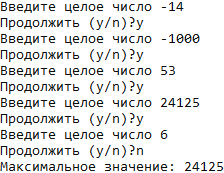 Введите целое число -14
Продолжить (y/n)?y
Введите целое число -1000
Продолжить (y/n)?y
Введите целое число 53
Продолжить (y/n)?y
Введите целое число 24125
Продолжить (y/n)?y
Введите целое число 6
Продолжить (y/n)?n
Максимальное значение: 24125